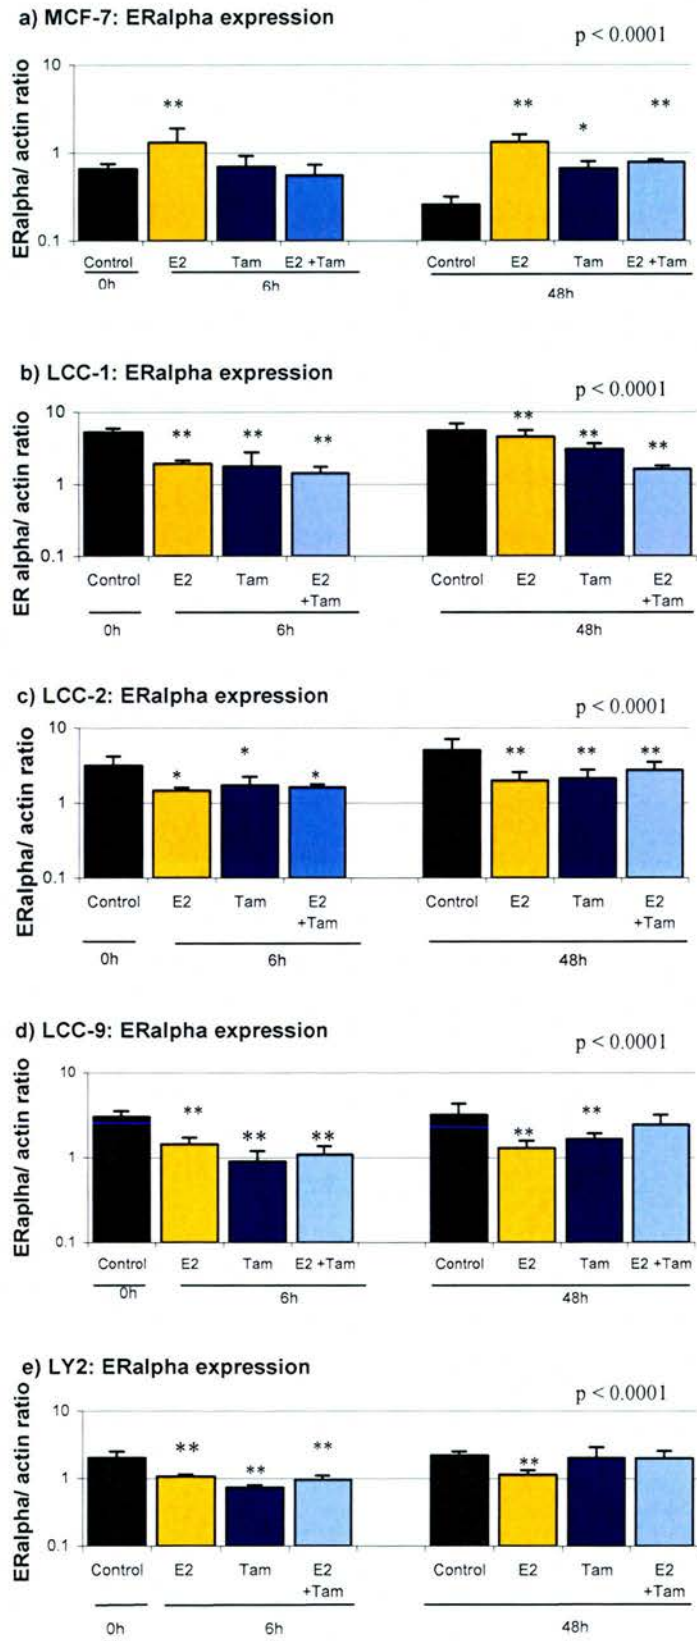 a) MCF-7: ERalpha expression
p < 0.0001
ERalpha/ actin ratio
10
1
0.1
** ** * **
Control E2 Tam E2 +Tam Control E2 Tam E2 +Tam
0h 6h 48h
b) LCC-1: ERalpha expression
p < 0.0001
ER alpha/ actin ratio
10
1
0.1
** ** ** ** ** **
Control E2 Tam E2 Control E2 Tam E2
+Tam +Tam
0h 6h 48h
c) LCC-2: ERalpha expression
p < 0.0001
ERalpha/ actin ratio
10
1
0.1
* * * ** ** **
Control E2 Tam E2 Control E2 Tam E2
+Tam +Tam
0h 6h 48h
d) LCC-9: ERalpha expression
p < 0.0001
ERaplha/ actin ratio
10
1
0.1
** ** ** ** **
Control E2 Tam E2 +Tam Control E2 Tam E2 +Tam
0h 6h 48h
e) LY2: ERalpha expression
p < 0.0001
ERalpha/ actin ratio
10
1
0.1
** ** ** **
Control E2 Tam E2 Control E2 Tam E2
+Tam +Tam
0h 6h 48h